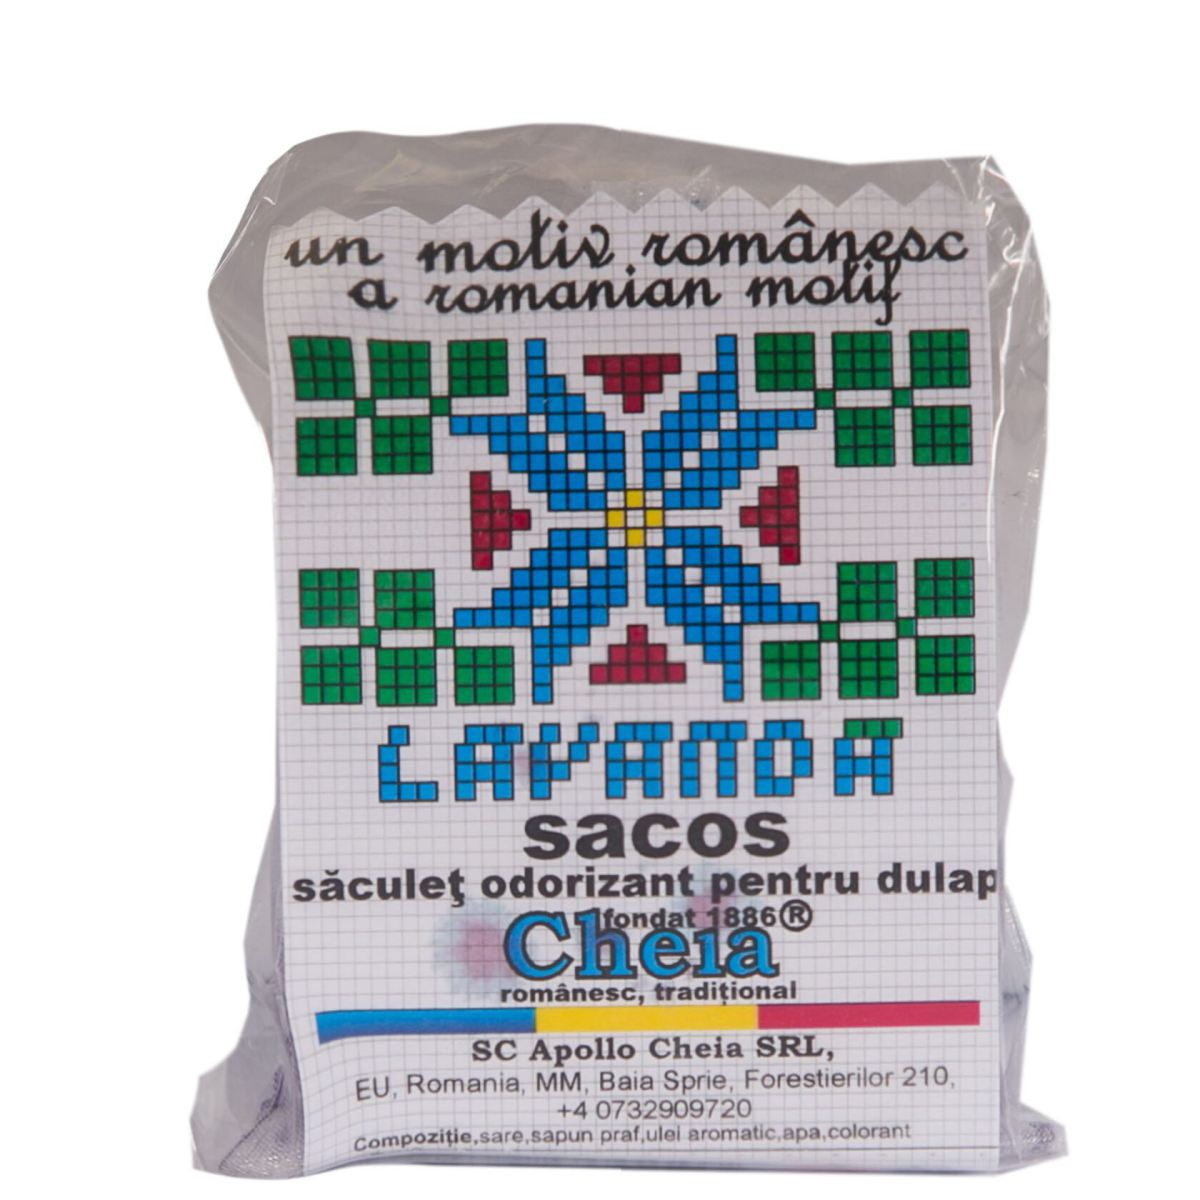 un motiv românesc
a romanian motif
LAVANDA
sacos
săculeţ odorizant pentru dulap
fondat 1886®
Cheia
românesc, tradiţional
SC Apollo Cheia SRL,
EU, Romania, MM, Baia Sprie, Forestierilor 210,
+4 0732909720
Compoziţie,sare,sapun praf,ulei aromatic,apa,colorant